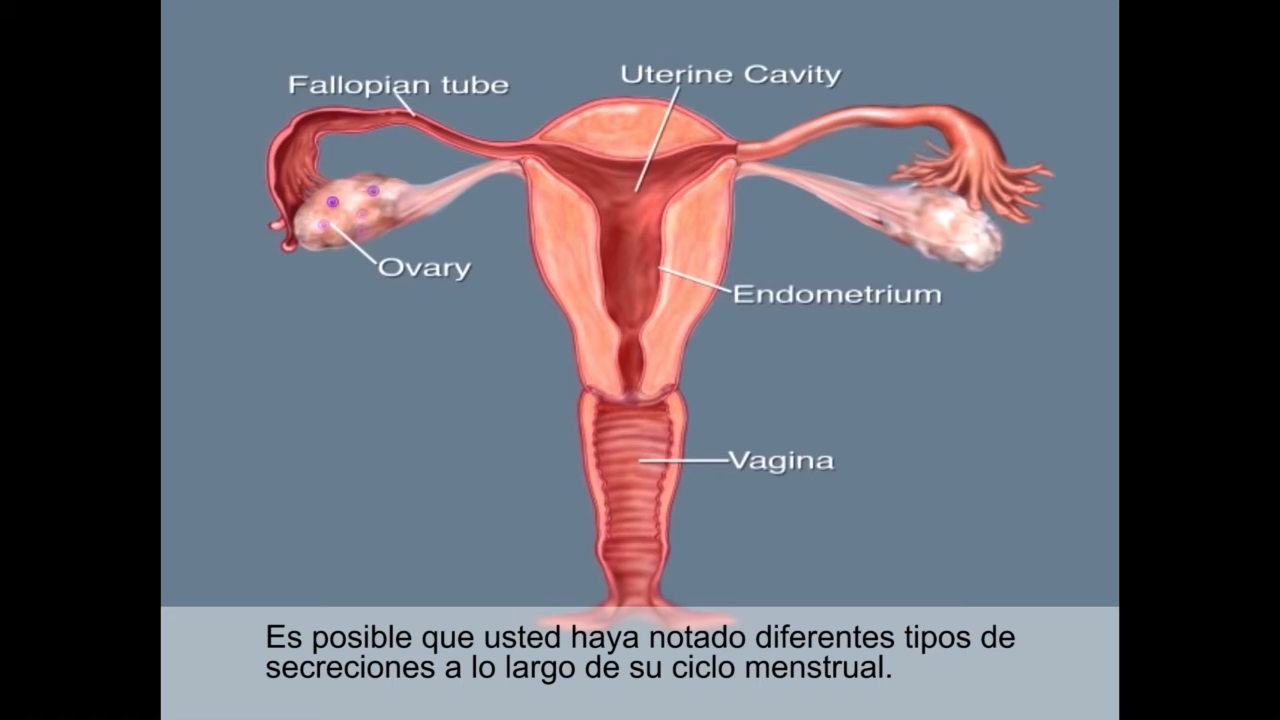 Uterine Cavity
Fallopian tube
Ovary
Endometrium
Vagina
Es posible que usted haya notado diferentes tipos de
secreciones a lo largo de su ciclo menstrual.